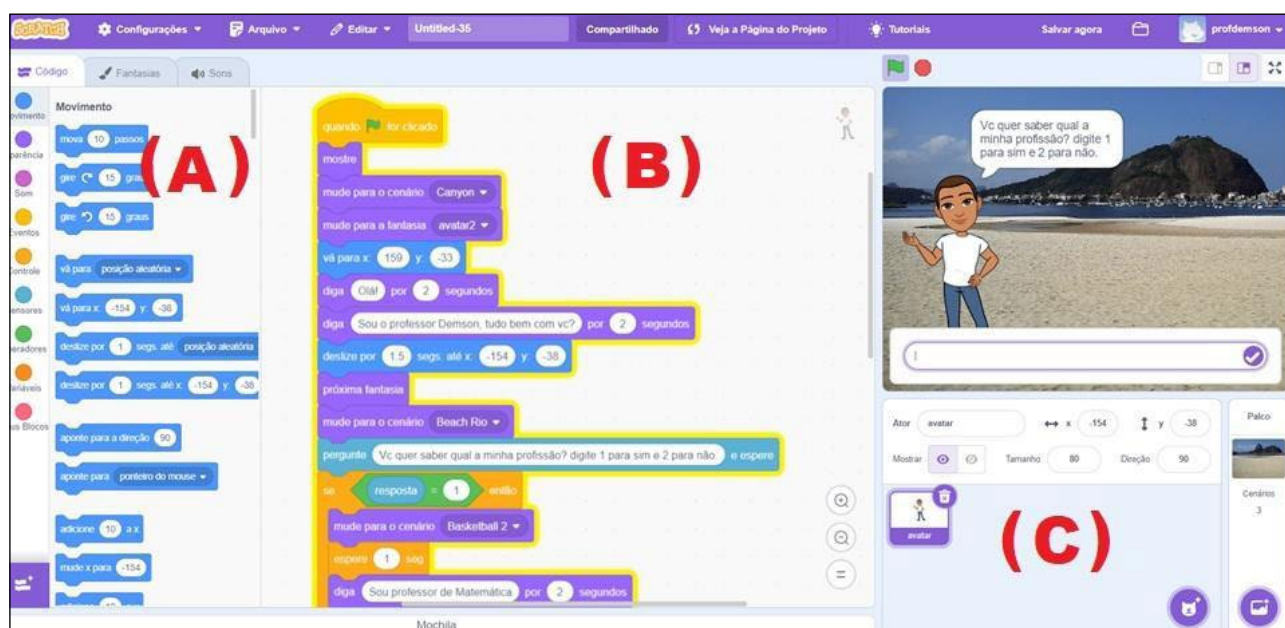 SCRATCH Configurações Arquivo Editar Untitled-35 Compartilhado Veja a Página do Projeto Tutoriais Salvar agora profdemson
Código Fantasias Sons
Movimento
mova 10 passos
gire 15
gire 15 graus
vá para posição aleatória
vá para x: -154 y: -38
deslize por 1 segs. até posição aleatória
deslize por 1 segs. até x: -154 y: -38
aponte para a direção 90
aponte para ponteiro do mouse
adicione 10 a x
mude x para -154
Som
(A)
quando for clicado
mostre
mude para o cenário Canyon
mude para a fantasia avatar2
vá para x: 159 y: -33
diga Olá! por 2 segundos
diga Sou o professor Demson, tudo bem com vc? por 2 segundos
deslize por 1.5 segs. até x: -154 y: -38
próxima fantasia
mude para o cenário Beach Rio
pergunte Vc quer saber qual a minha profissão? digite 1 para sim e 2 para não. e espere
se resposta = 1 então
mude para o cenário Basketball 2
espere 1 seg
diga Sou professor de Matemática por 2 segundos
(B)
Mochila
Vc quer saber qual a
minha profissão? digite 1
para sim e 2 para não.
Ator avatar x -154 y -38
Mostrar Tamanho 80 Direção 90
avatar
(C)
Palco
Cenários
3